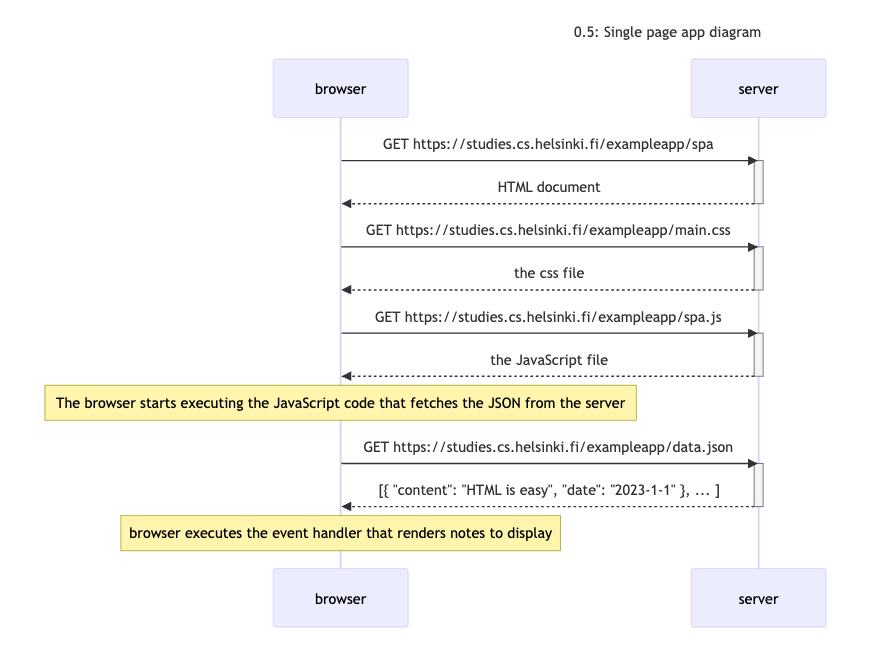 0.5: Single page app diagram
browser
server
GET https://studies.cs.helsinki.fi/exampleapp/spa
HTML document
GET https://studies.cs.helsinki.fi/exampleapp/main.css
the css file
GET https://studies.cs.helsinki.fi/exampleapp/spa.js
the JavaScript file
The browser starts executing the JavaScript code that fetches the JSON from the server
GET https://studies.cs.helsinki.fi/exampleapp/data.json
[{ "content": "HTML is easy", "date": "2023-1-1" }, ... ]
browser executes the event handler that renders notes to display
browser
server